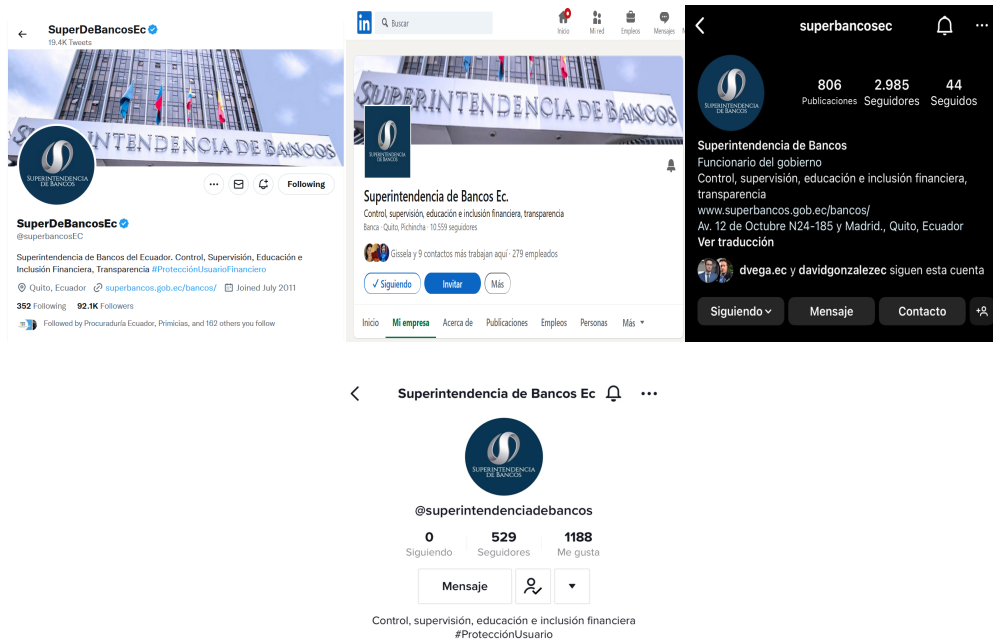 SuperDeBancosEc
19.4K Tweets
SUPERINTENDENCIA DE BANCOS
SUPERINTENDENCIA
DE BANCOS
Following
SuperDeBancosEc
@superbancosEC
Superintendencia de Bancos del Ecuador. Control, Supervisión, Educación e
Inclusión Financiera, Transparencia #ProtecciónUsuarioFinanciero
Quito, Ecuador superbancos.gob.ec/bancos/ Joined July 2011
352 Following 92.1K Followers
Followed by Procuraduría Ecuador, Primicias, and 162 others you follow
in Buscar
Inicio Mi red Empleos Mensajes
SUPERINTENDENCIA DE BANCOS
SUPERINTENDENCIA
DE BANCOS
Superintendencia de Bancos Ec.
Control, supervisión, educación e inclusión financiera, transparencia
Banca · Quito, Pichincha · 10.559 seguidores
Gissela y 9 contactos más trabajan aquí · 279 empleados
✓ Siguiendo Invitar Más
Inicio Mi empresa Acerca de Publicaciones Empleos Personas Más
superbancosec
SUPERINTENDENCIA
DE BANCOS
806 2.985 44
Publicaciones Seguidores Seguidos
Superintendencia de Bancos
Funcionario del gobierno
Control, supervisión, educación e inclusión financiera,
transparencia
www.superbancos.gob.ec/bancos/
Av. 12 de Octubre N24-185 y Madrid., Quito, Ecuador
Ver traducción
dvega.ec y davidgonzalezec siguen esta cuenta
Siguiendo Mensaje Contacto
Superintendencia de Bancos Ec
SUPERINTENDENCIA
DE BANCOS
@superintendenciadebancos
0 529 1188
Siguiendo Seguidores Me gusta
Mensaje
Control, supervisión, educación e inclusión financiera
#ProtecciónUsuario